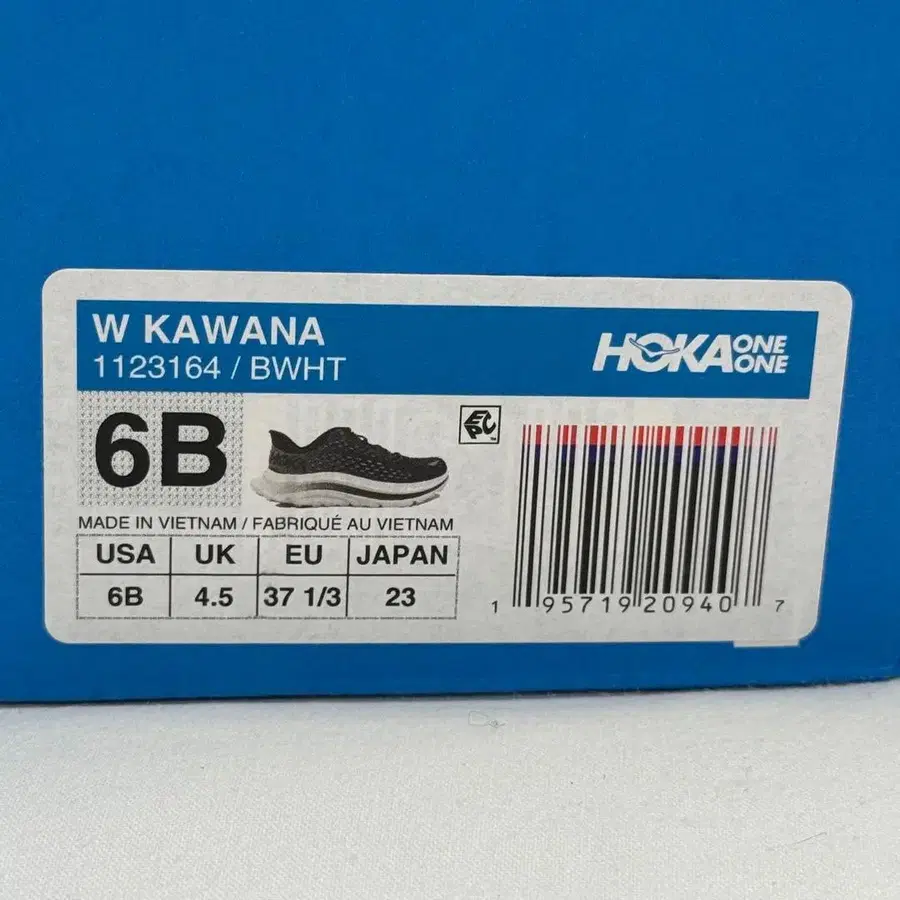 W KAWANA
1123164 / BWHT
HOKA ONE ONE
6B
EPC
MADE IN VIETNAM / FABRIQUÉ AU VIETNAM
USA UK EU JAPAN
6B 4.5 37 1/3 23
1 95719 20940 7